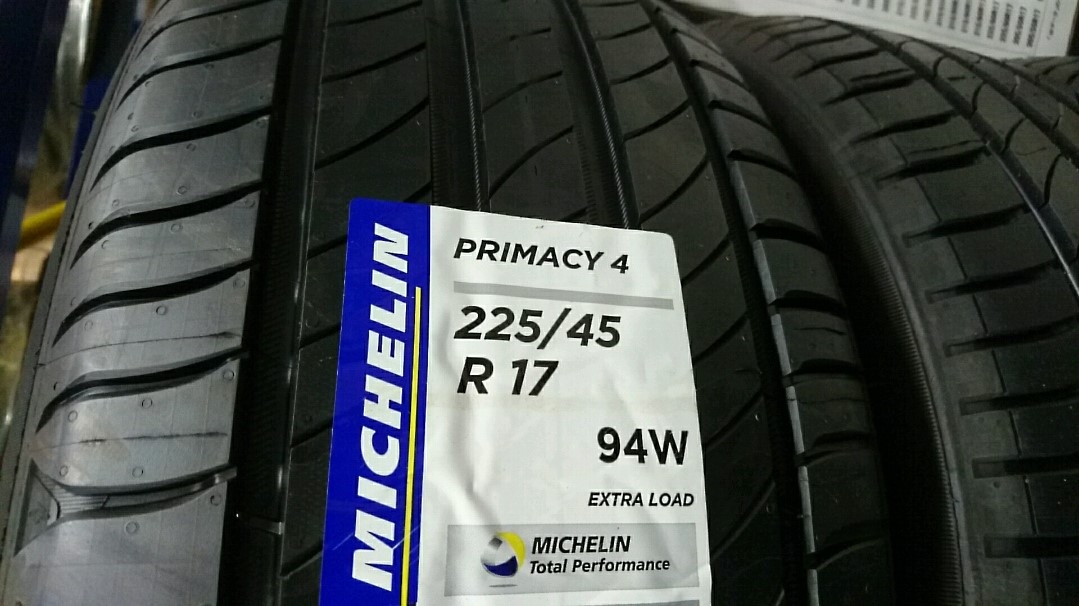 MICHELIN
PRIMACY 4
225/45
R 17
94W
EXTRA LOAD
MICHELIN
Total Performance